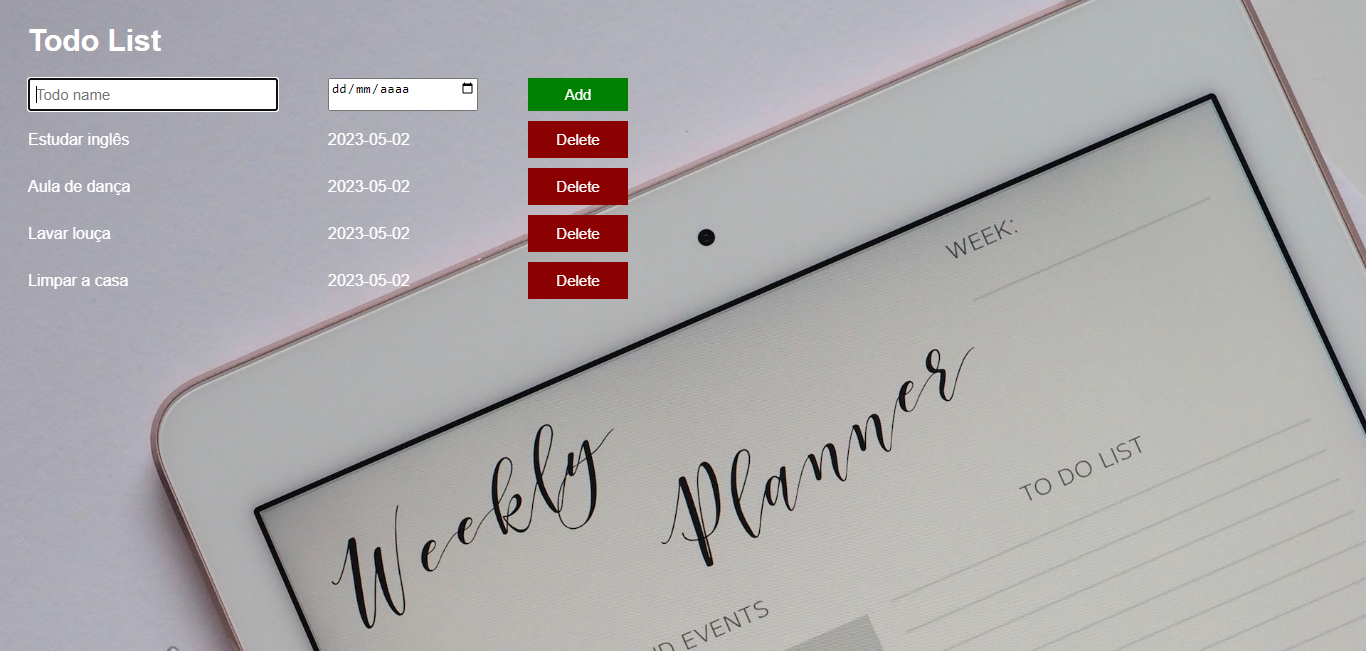 Todo List
Todo name dd/mm/aaaa Add
Estudar inglês 2023-05-02 Delete
Aula de dança 2023-05-02 Delete
Lavar louça 2023-05-02 Delete
Limpar a casa 2023-05-02 Delete
WEEK:
Weekly Planner
TO DO LIST
EVENTS